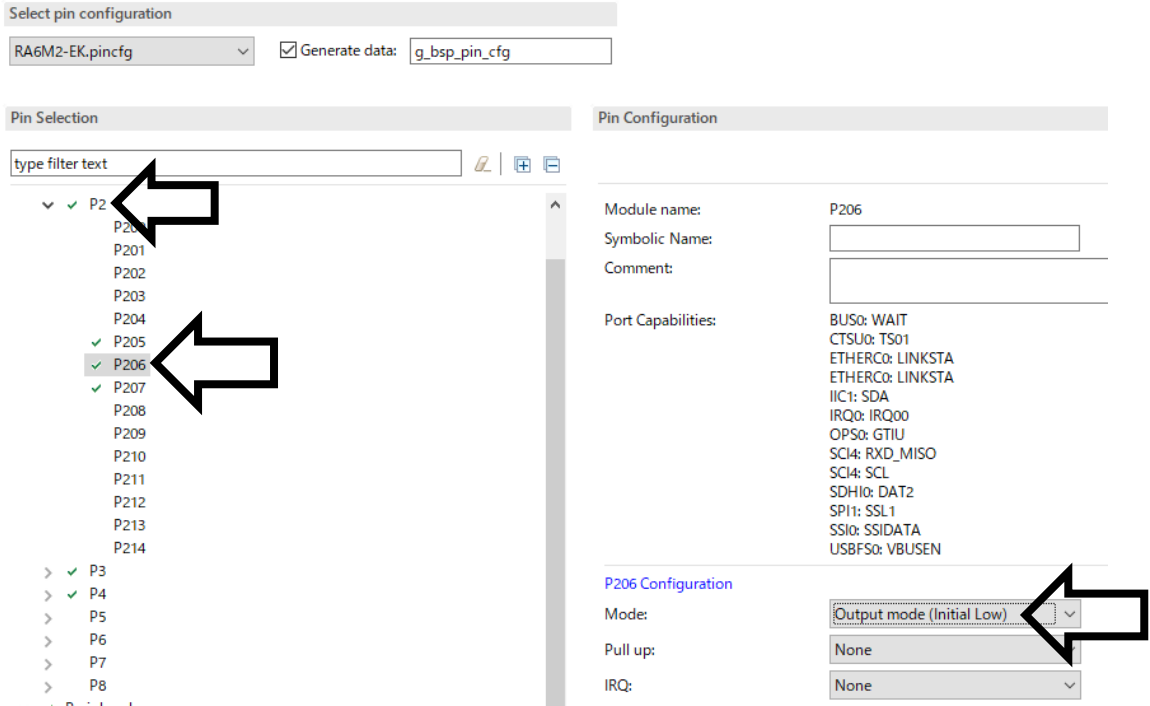 Select pin configuration
RA6M2-EK.pincfg
Generate data:
g_bsp_pin_cfg
Pin Selection
type filter text
P2
P201
P202
P203
P204
P205
P206
P207
P208
P209
P210
P211
P212
P213
P214
P3
P4
P5
P6
P7
P8
Pin Configuration
Module name: P206
Symbolic Name:
Comment:
Port Capabilities: BUS0: WAIT
CTSU0: TS01
ETHERC0: LINKSTA
ETHERC0: LINKSTA
IIC1: SDA
IRQ0: IRQ00
OPS0: GTIU
SCI4: RXD_MISO
SCI4: SCL
SDHI0: DAT2
SPI1: SSL1
SSI0: SSIDATA
USBFS0: VBUSEN
P206 Configuration
Mode: Output mode (Initial Low)
Pull up: None
IRQ: None